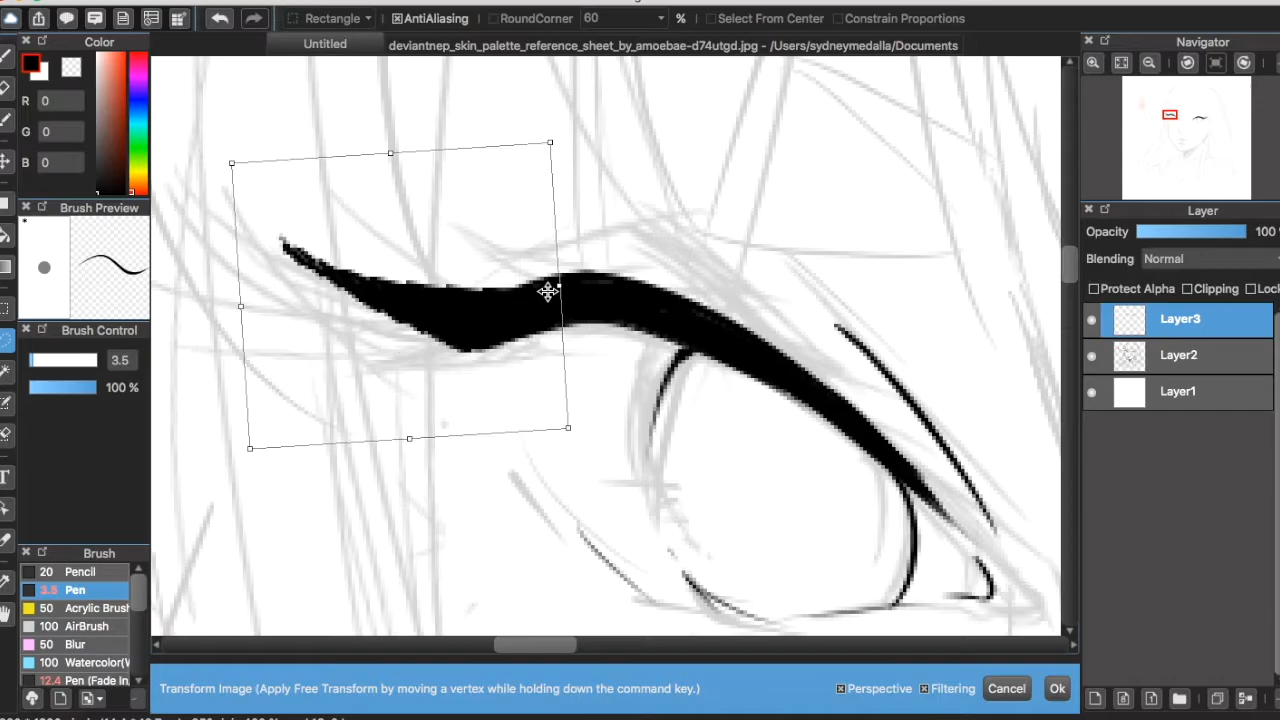 Rectangle AntiAliasing RoundCorner 60 % Select From Center Constrain Proportions
Color Untitled deviantnep_skin_palette_reference_sheet_by_amoebae-d74utgd.jpg - /Users/sydneymedalla/Documents Navigator
R 0
G 0
B 0
Brush Preview
Brush Control
3.5
100 %
Brush
20 Pencil
3.5 Pen
50 Acrylic Brush
100 AirBrush
50 Blur
100 Watercolor(W
12.4 Pen (Fade In
Layer
Opacity 100
Blending Normal
Protect Alpha Clipping Lock
Layer3
Layer2
Layer1
Transform Image (Apply Free Transform by moving a vertex while holding down the command key.) Perspective Filtering Cancel Ok